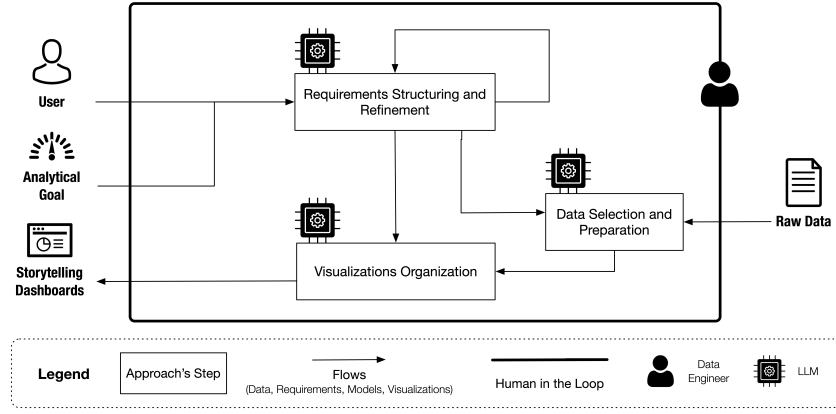 Requirements Structuring and
Refinement
User
Analytical
Goal
Data Selection and
Preparation
Raw Data
Visualizations Organization
Storytelling
Dashboards
Legend
Approach's Step
Flows
(Data, Requirements, Models, Visualizations)
Human in the Loop
Data
Engineer
LLM